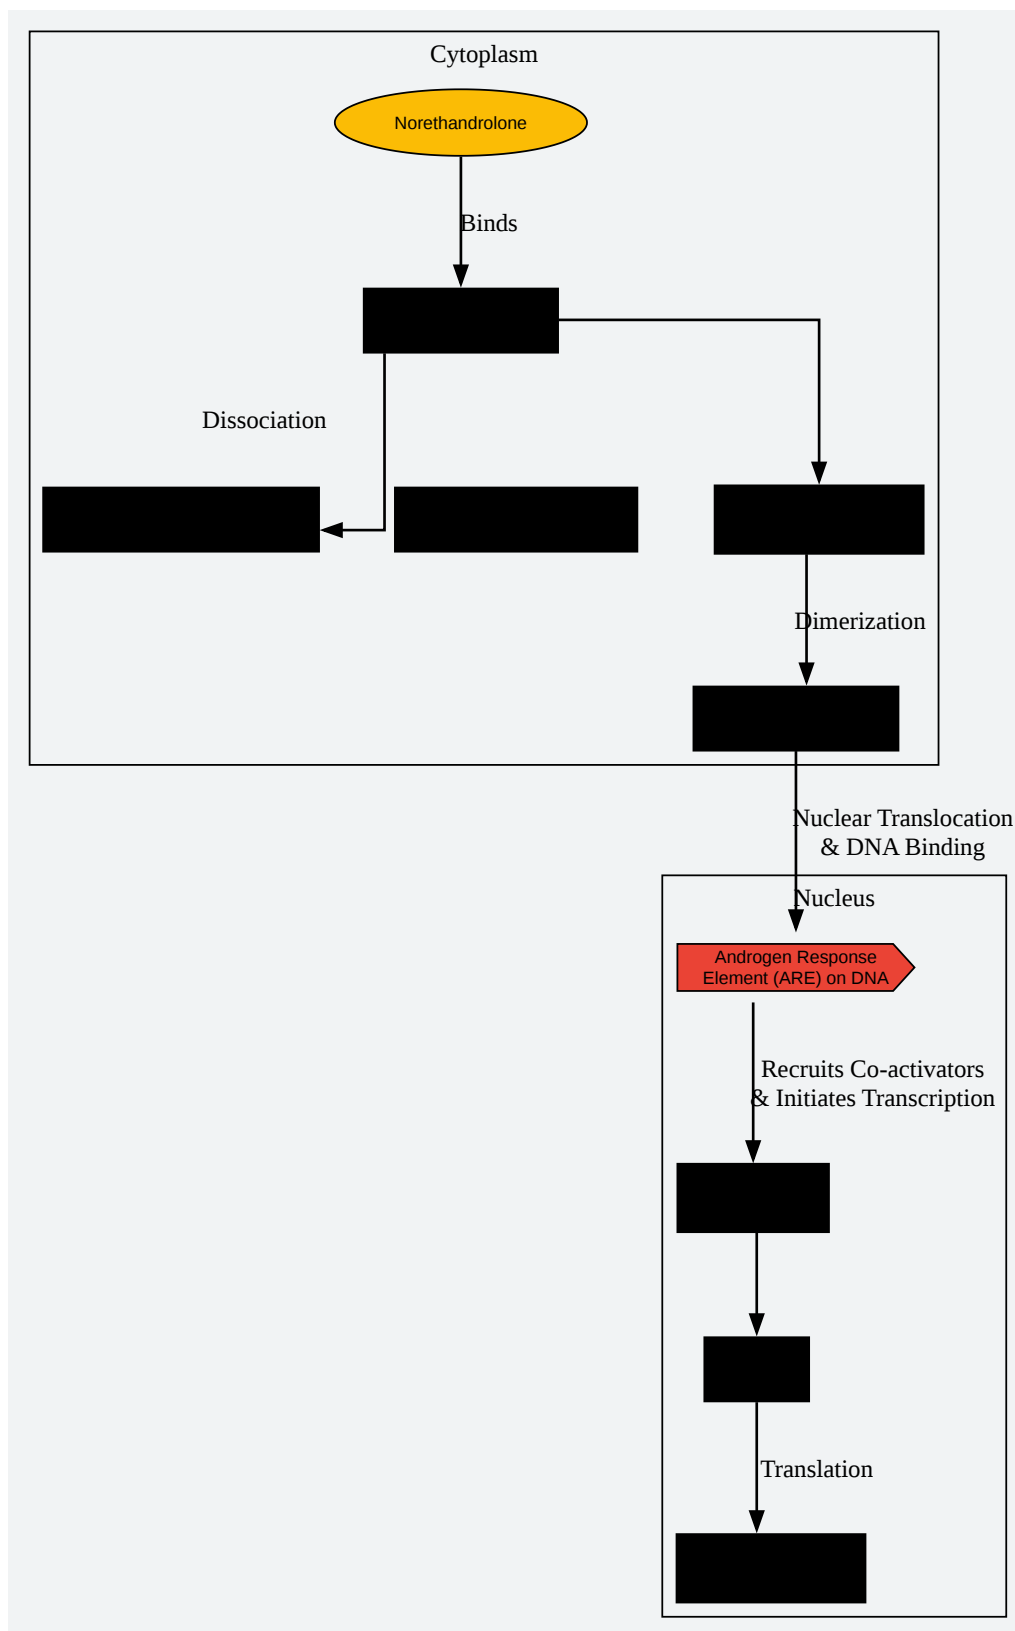 Cytoplasm
Norethandrolone
Binds
Dissociation
Dimerization
Nuclear Translocation
& DNA Binding
Nucleus
Androgen Response
Element (ARE) on DNA
Recruits Co-activators
& Initiates Transcription
Translation